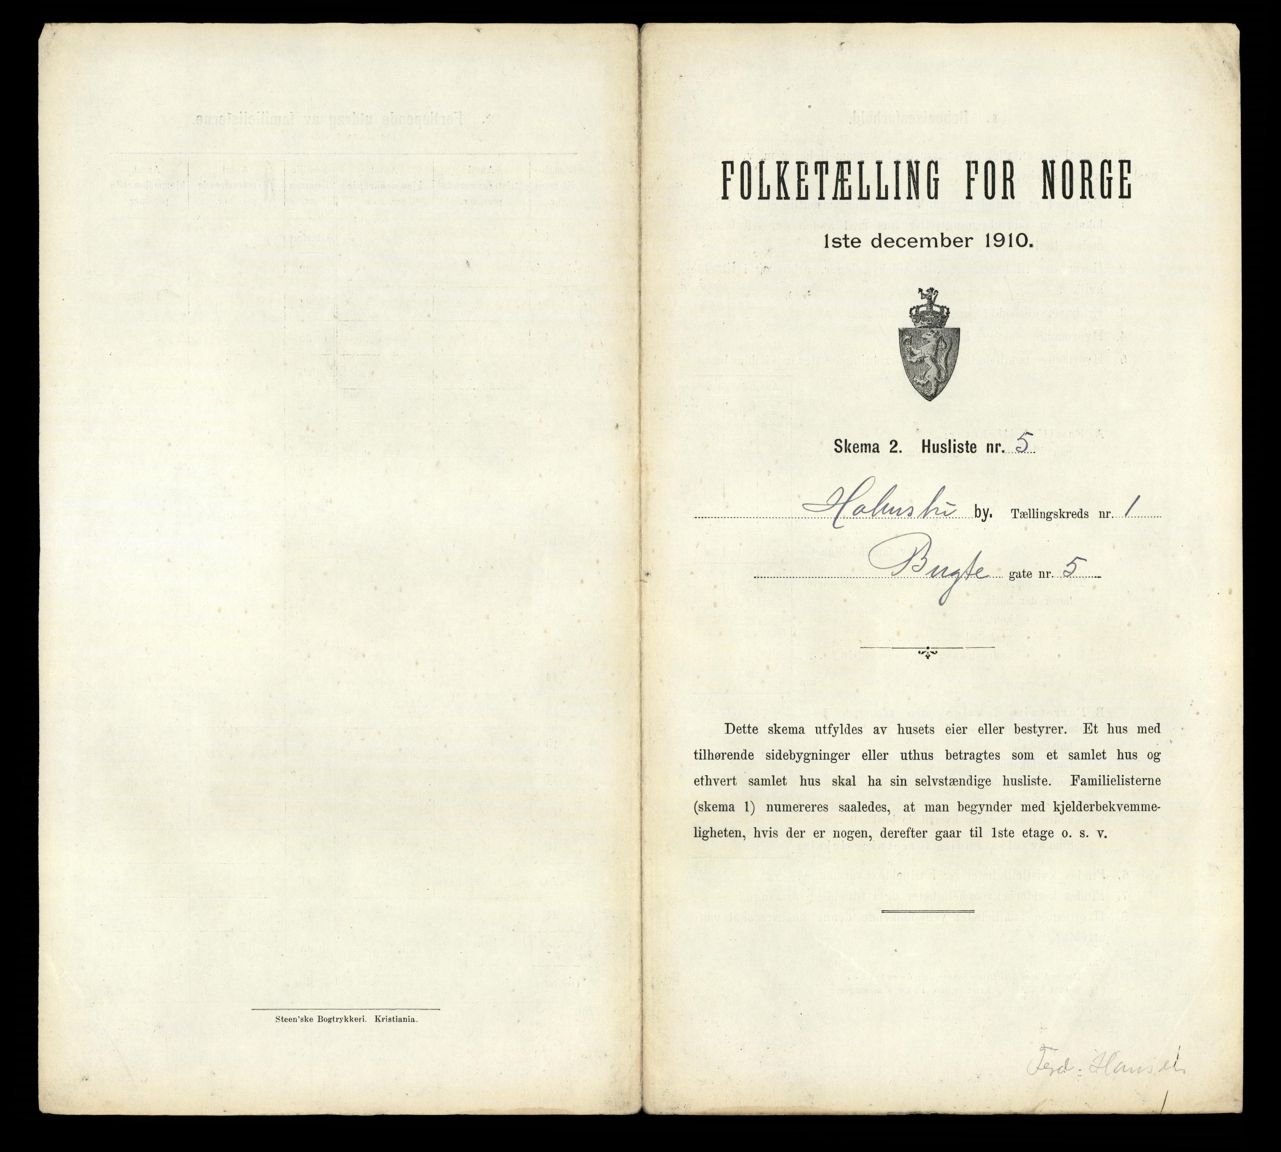 FOLKETÆLLING FOR NORGE
1ste december 1910.
Skema 2. Husliste nr. 5
Holmsbu by. Tællingskreds nr. 1
Bugte gate nr. 5
Dette skema utfyldes av husets eier eller bestyrer. Et hus med
tilhørende sidebygninger eller uthus betragtes som et samlet hus og
ethvert samlet hus skal ha sin selvstændige husliste. Familielisterne
(skema 1) numereres saaledes, at man begynder med kjelderbekvemme-
ligheten, hvis der er nogen, derefter gaar til 1ste etage o. s. v.
Steen'ske Bogtrykkeri. Kristiania.
Ferd. Hansen